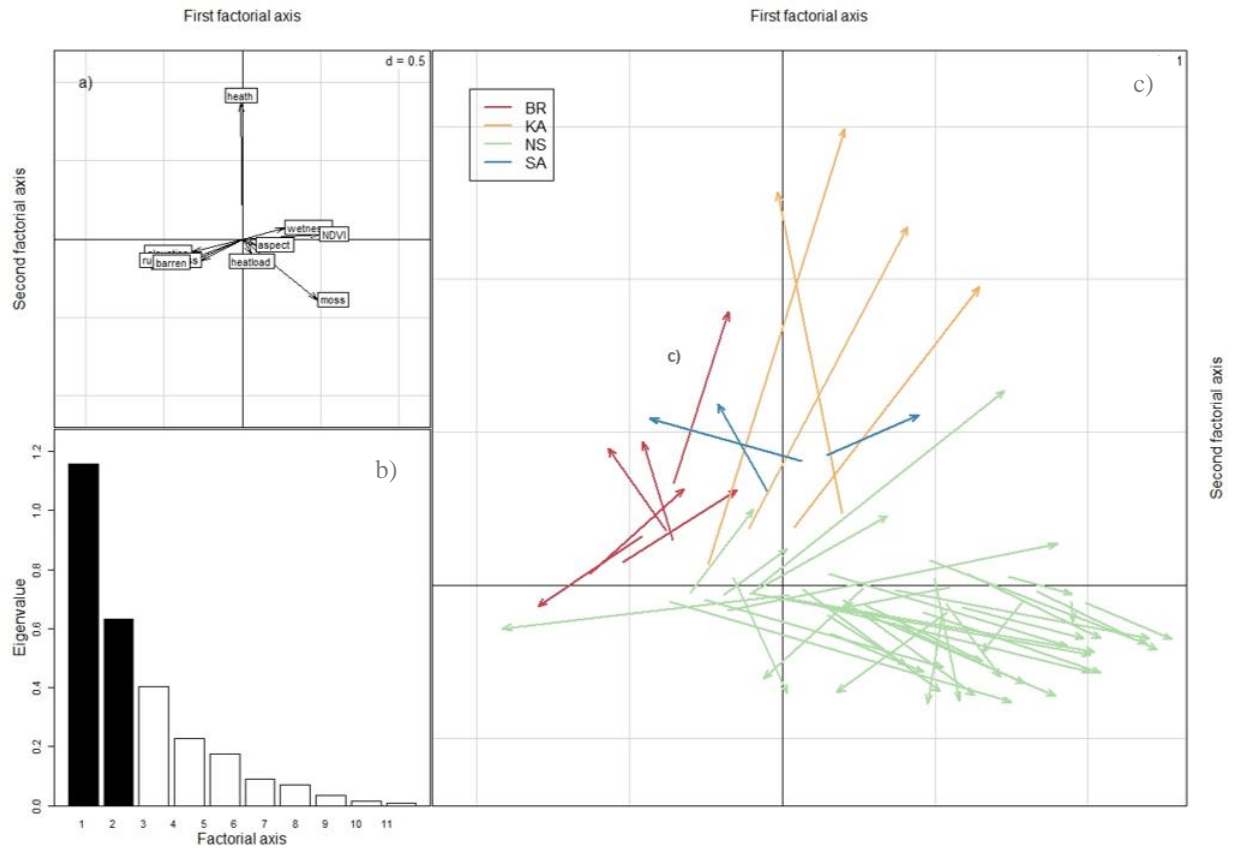 First factorial axis
First factorial axis
a)
d = 0.5
heath
wetnes
NDVI
aspect
barren
heatload
moss
Second factorial axis
b)
Eigenvalue
1.2
1.0
0.8
0.6
0.4
0.2
0.0
1 2 3 4 5 6 7 8 9 10 11
Factorial axis
1
c)
BR
KA
NS
SA
c)
Second factorial axis